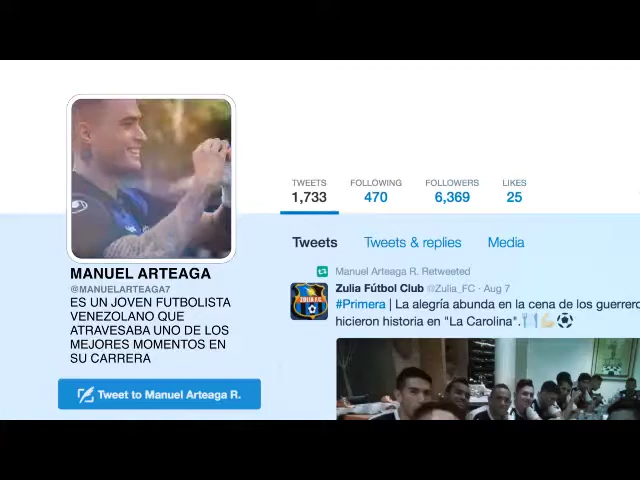 TWEETS FOLLOWING FOLLOWERS LIKES
1,733 470 6,369 25
Tweets Tweets & replies Media
MANUEL ARTEAGA
@MANUELARTEAGA7
ES UN JOVEN FUTBOLISTA
VENEZOLANO QUE
ATRAVESABA UNO DE LOS
MEJORES MOMENTOS EN
SU CARRERA
Tweet to Manuel Arteaga R.
Manuel Arteaga R. Retweeted
Zulia Fútbol Club @Zulia_FC · Aug 7
#Primera | La alegría abunda en la cena de los guerrero
hicieron historia en "La Carolina".🍴💪⚽
ZULIA F.C.